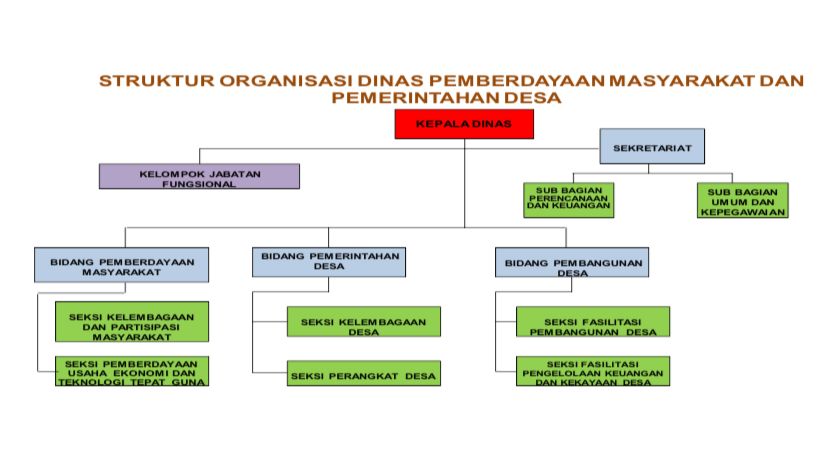 STRUKTUR ORGANISASI DINAS PEMBERDAYAAN MASYARAKAT DAN
PEMERINTAHAN DESA
KEPALA DINAS
SEKRETARIAT
KELOMPOK JABATAN
FUNGSIONAL
SUB BAGIAN
PERENCANAAN
DAN KEUANGAN
SUB BAGIAN
UMUM DAN
KEPEGAWAIAN
BIDANG PEMBERDAYAAN
MASYARAKAT
BIDANG PEMERINTAHAN
DESA
BIDANG PEMBANGUNAN
DESA
SEKSI KELEMBAGAAN
DAN PARTISIPASI
MASYARAKAT
SEKSI KELEMBAGAAN
DESA
SEKSI FASILITASI
PEMBANGUNAN DESA
SEKSI PEMBERDAYAAN
USAHA EKONOMI DAN
TEKNOLOGI TEPAT GUNA
SEKSI PERANGKAT DESA
SEKSI FASILITASI
PENGELOLAAN KEUANGAN
DAN KEKAYAAN DESA